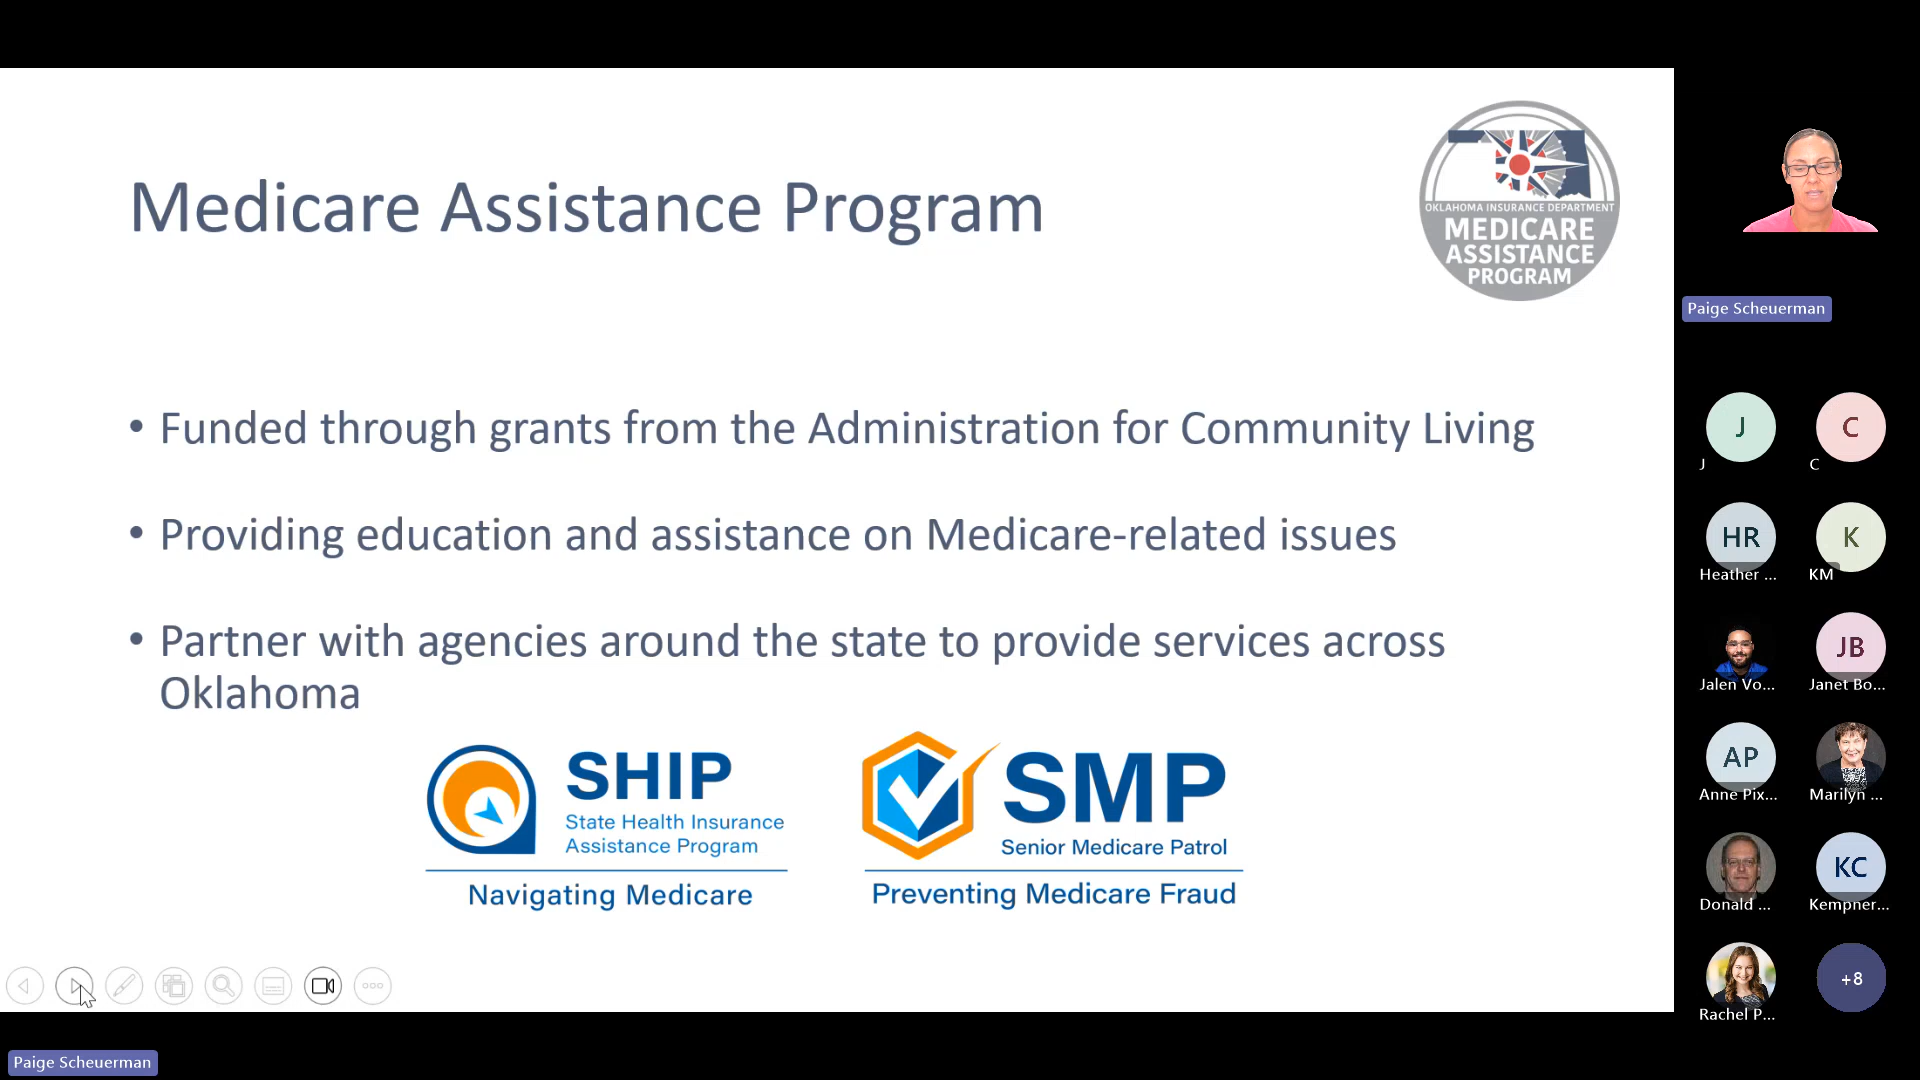 Medicare Assistance Program
OKLAHOMA INSURANCE DEPARTMENT
MEDICARE
ASSISTANCE
PROGRAM
• Funded through grants from the Administration for Community Living
• Providing education and assistance on Medicare-related issues
• Partner with agencies around the state to provide services across
Oklahoma
SHIP
State Health Insurance
Assistance Program
Navigating Medicare
SMP
Senior Medicare Patrol
Preventing Medicare Fraud
Paige Scheuerman
J
J
C
C
HR
Heather ...
K
KM
Jalen Vo...
JB
Janet Bo...
AP
Anne Pix...
Marilyn ...
Donald ...
KC
Kempner...
Rachel P...
+8
Paige Scheuerman